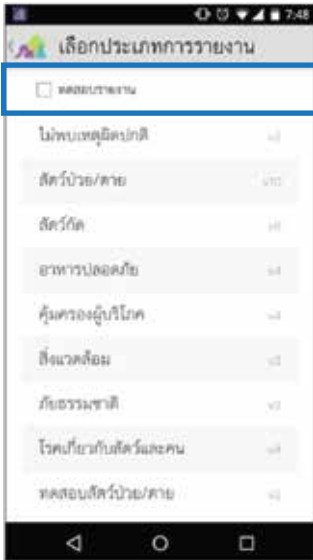 7:48
เลือกประเภทการรายงาน
ทดสอบรายงาน
ไม่พบเหตุผิดปกติ
สัตว์ป่วย/ตาย
สัตว์กัด
อาหารปลอดภัย
คุ้มครองผู้บริโภค
สิ่งแวดล้อม
ภัยธรรมชาติ
โรคเกี่ยวกับสัตว์และคน
ทดสอบสัตว์ป่วย/ตาย